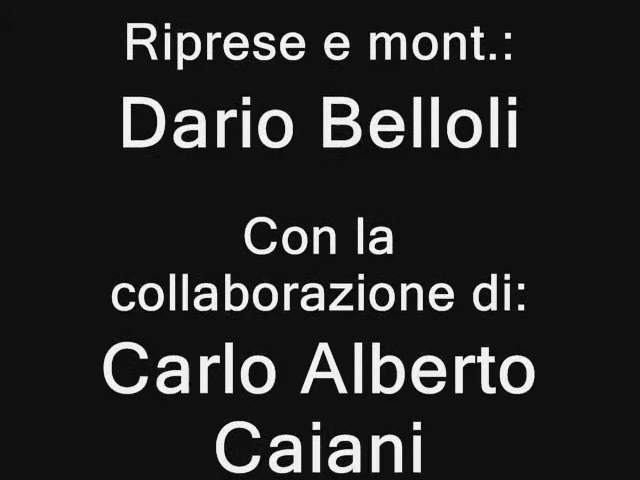 Riprese e mont.:
Dario Belloli
Con la
collaborazione di:
Carlo Alberto
Caiani